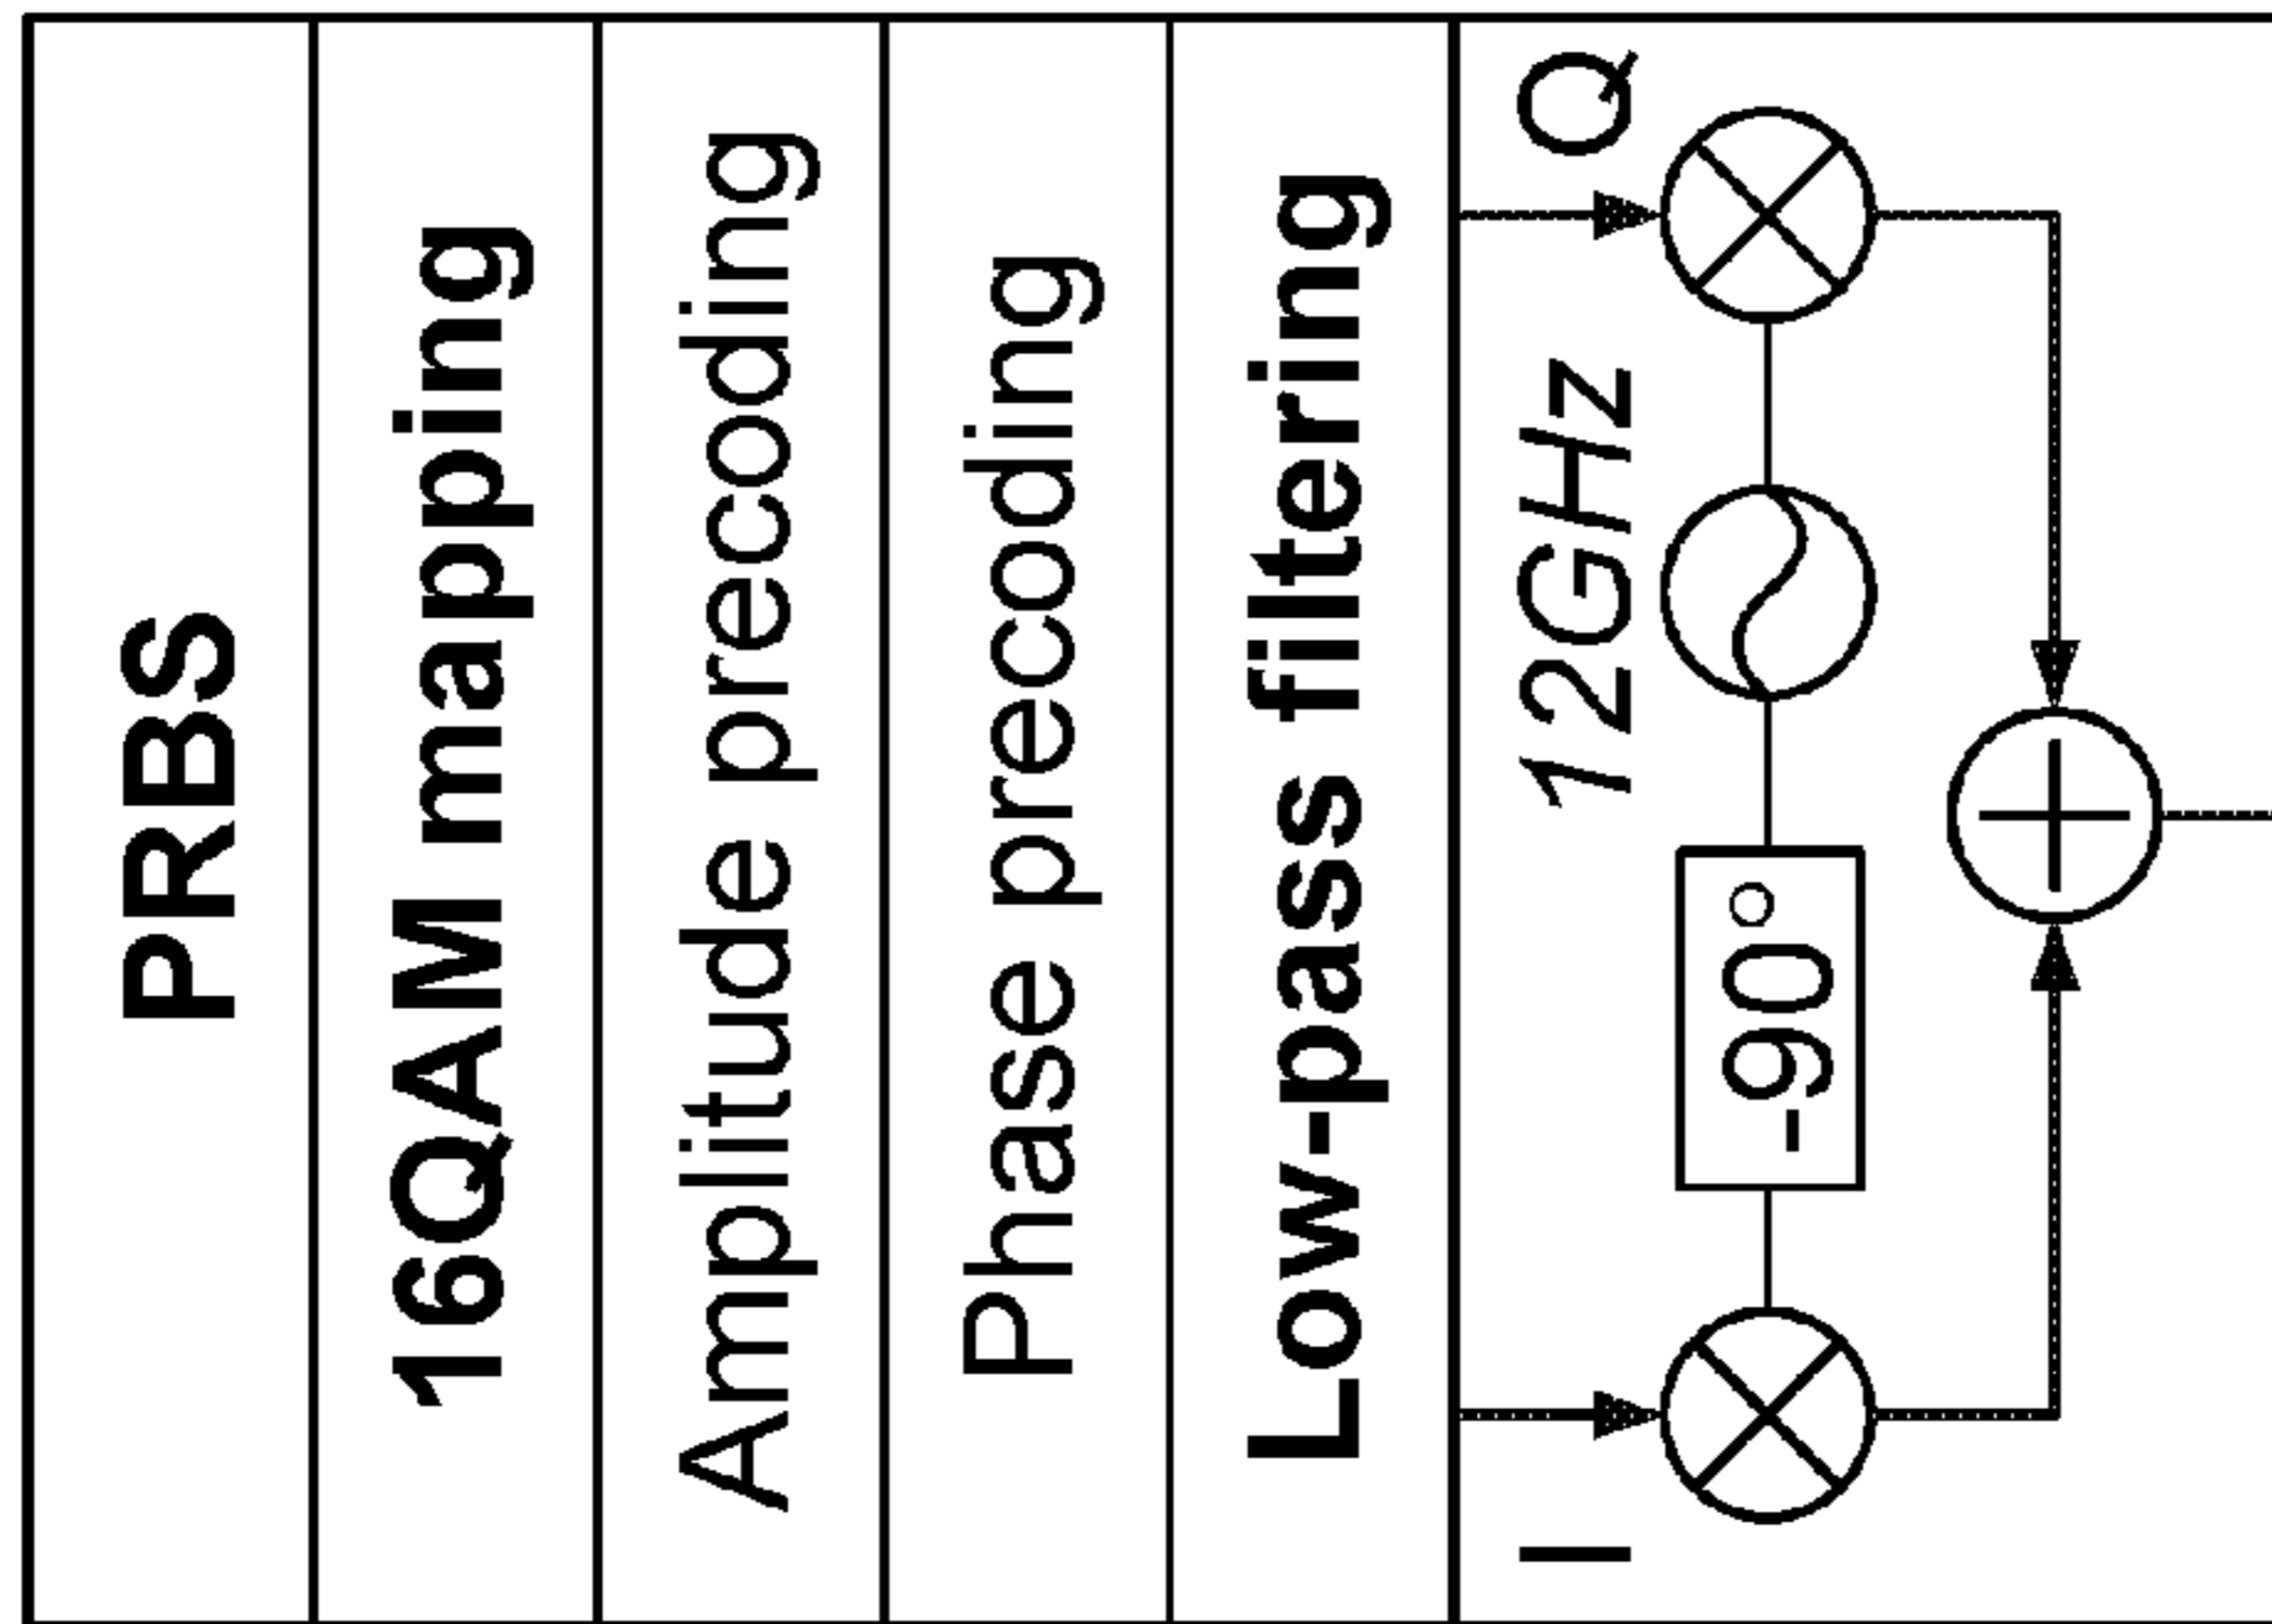 PRBS
16QAM mapping
Amplitude precoding
Phase precoding
Low-pass filtering
I
12GHz
Q
-90°